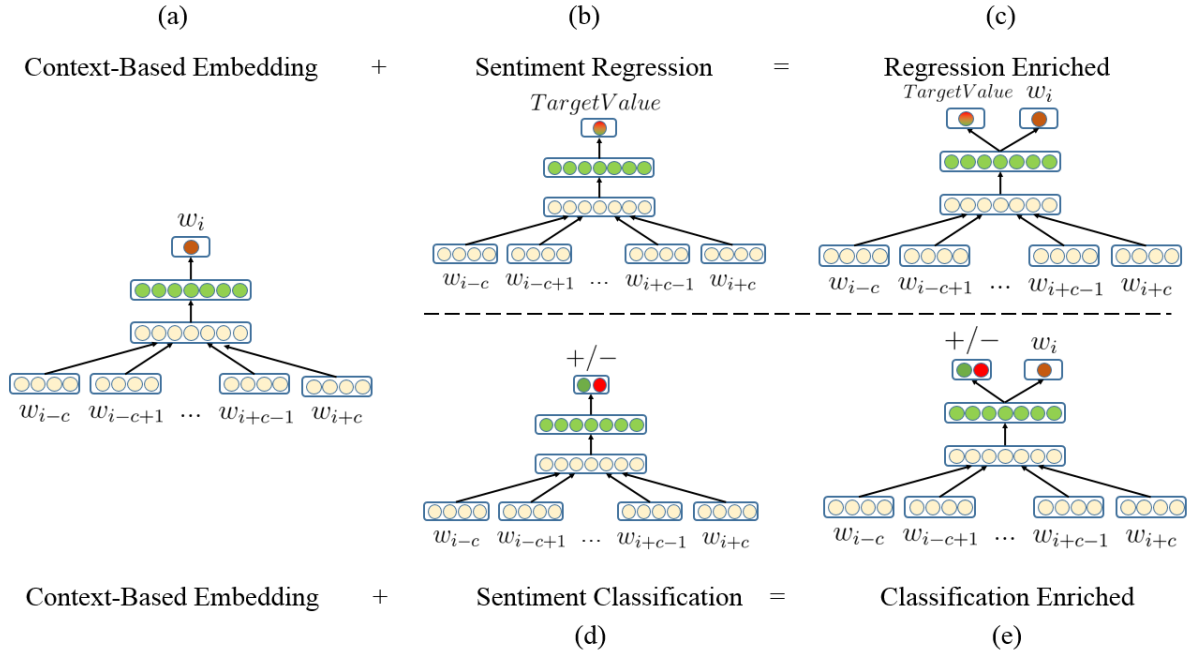 (a) (b) (c)
Context-Based Embedding + Sentiment Regression = Regression Enriched
TargetValue
TargetValue w_i
w_{i-c} w_{i-c+1} ... w_{i+c-1} w_{i+c}
w_{i-c} w_{i-c+1} ... w_{i+c-1} w_{i+c}
w_i
w_{i-c} w_{i-c+1} ... w_{i+c-1} w_{i+c}
+/−
+/− w_i
w_{i-c} w_{i-c+1} ... w_{i+c-1} w_{i+c}
w_{i-c} w_{i-c+1} ... w_{i+c-1} w_{i+c}
Context-Based Embedding + Sentiment Classification = Classification Enriched
(d) (e)